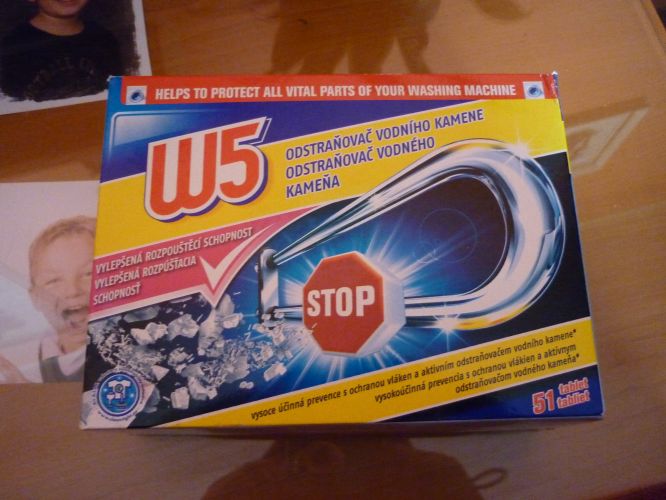 HELPS TO PROTECT ALL VITAL PARTS OF YOUR WASHING MACHINE
W5
ODSTRAŇOVAČ VODNÍHO KAMENE
ODSTRAŇOVAČ VODNÉHO
KAMEŇA
VYLEPŠENÁ ROZPOUŠTĚCÍ SCHOPNOST
VYLEPŠENÁ ROZPÚŠŤACIA
SCHOPNOSŤ
STOP
vysoce účinná prevence s ochranou vláken a aktivním odstraňovačem vodního kamene*
vysokoúčinná prevencia s ochranou vlákien a aktívnym
odstraňovačom vodného kameňa*
51 tablet
tabliet